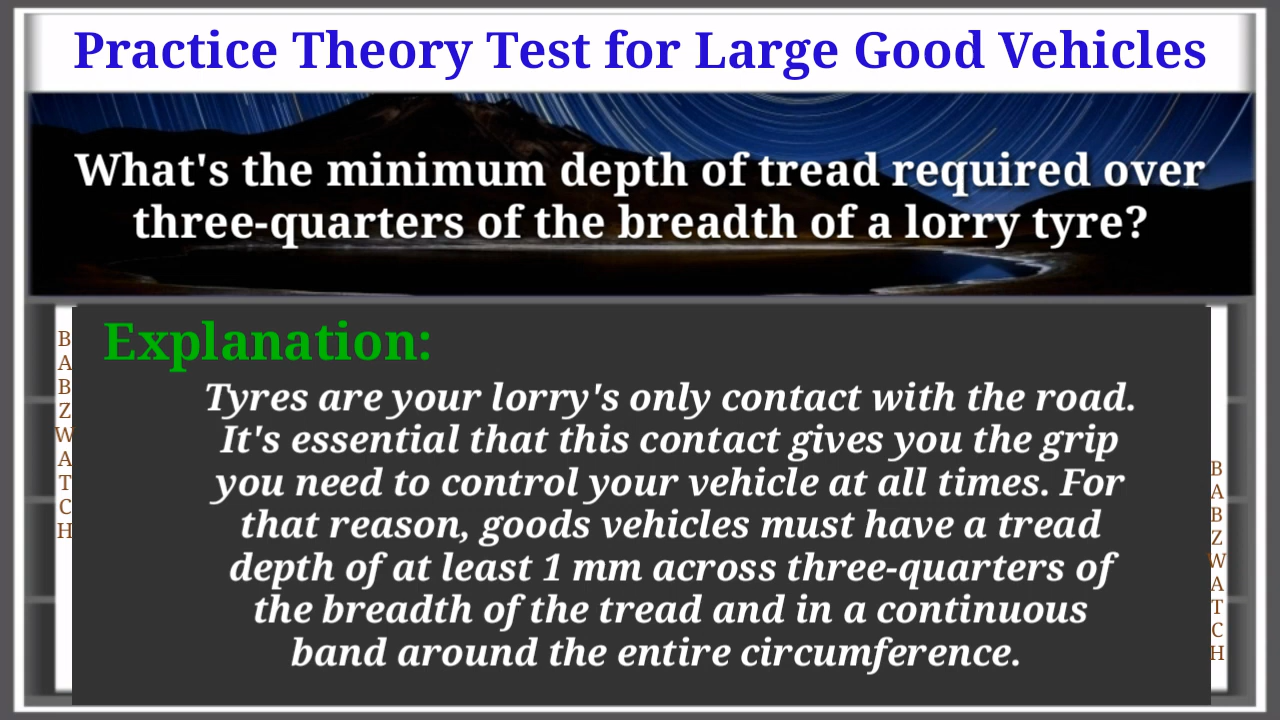 Practice Theory Test for Large Good Vehicles
What's the minimum depth of tread required over
three-quarters of the breadth of a lorry tyre?
Explanation:
Tyres are your lorry's only contact with the road.
It's essential that this contact gives you the grip
you need to control your vehicle at all times. For
that reason, goods vehicles must have a tread
depth of at least 1 mm across three-quarters of
the breadth of the tread and in a continuous
band around the entire circumference.
BABZWATCH
BABZWATCH